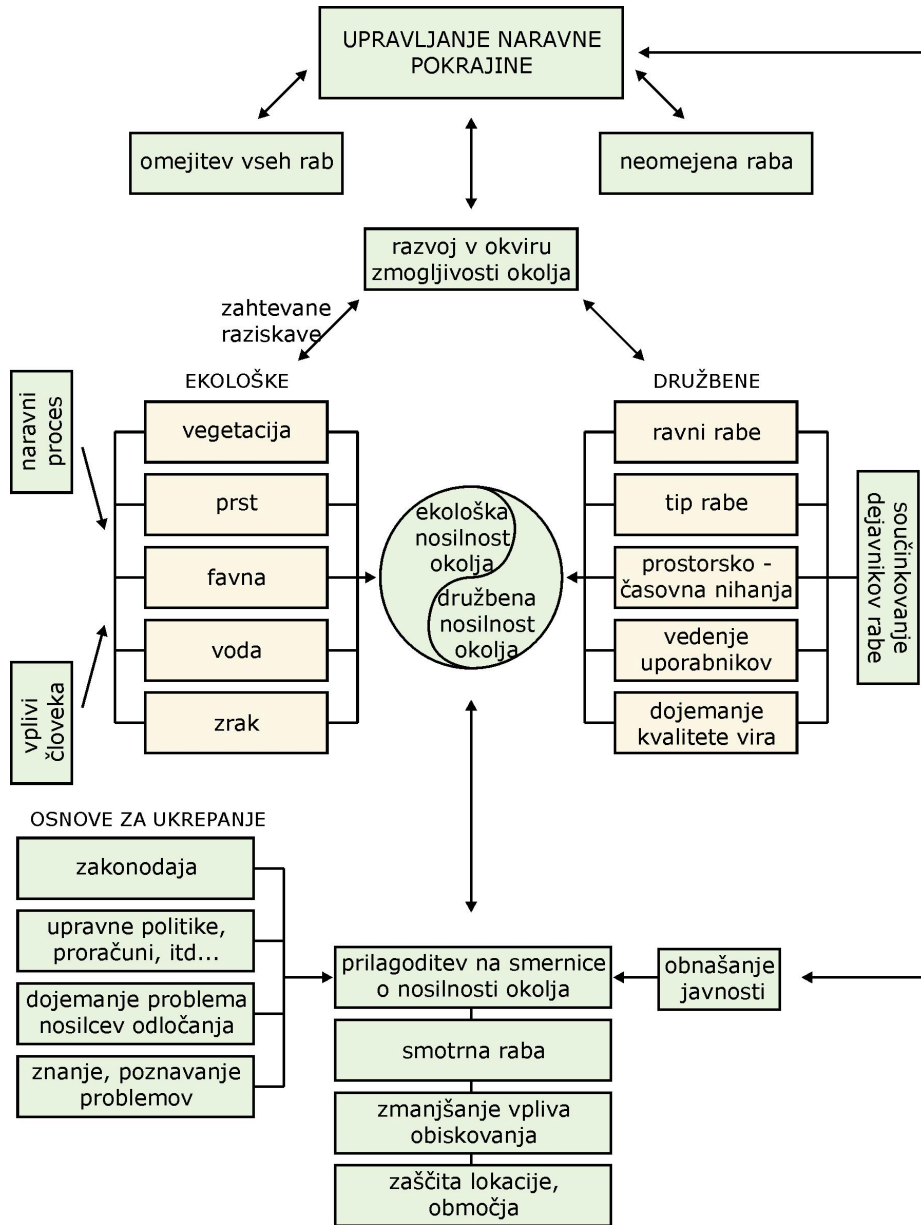 UPRAVLJANJE NARAVNE
POKRAJINE
omejitev vseh rab
neomejena raba
razvoj v okviru
zmogljivosti okolja
zahtevane
raziskave
EKOLOŠKE
DRUŽBENE
naravni
proces
vplivi
človeka
vegetacija
prst
favna
voda
zrak
ekološka
nosilnost
okolja
družbena
nosilnost
okolja
ravni rabe
tip rabe
prostorsko -
časovna nihanja
vedenje
uporabnikov
dojemanje
kvalitete vira
součinkovanje
dejavnikov rabe
OSNOVE ZA UKREPANJE
zakonodaja
upravne politike,
proračuni, itd...
dojemanje problema
nosilcev odločanja
znanje, poznavanje
problemov
prilagoditev na smernice
o nosilnosti okolja
obnašanje
javnosti
smotrna raba
zmanjšanje vpliva
obiskovanja
zaščita lokacije,
območja